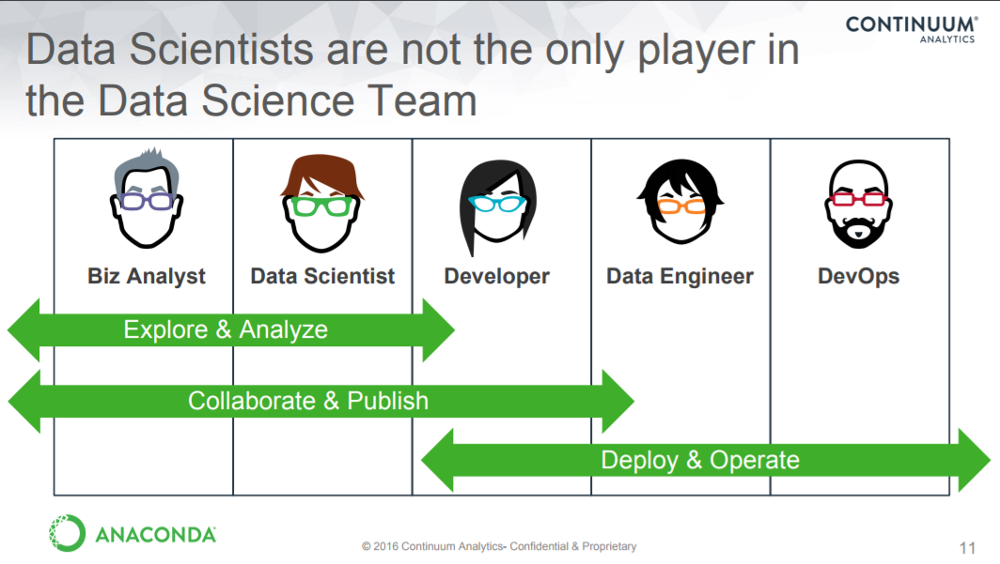 CONTINUUM®
ANALYTICS
Data Scientists are not the only player in
the Data Science Team
Biz Analyst
Data Scientist
Developer
Data Engineer
DevOps
Explore & Analyze
Collaborate & Publish
Deploy & Operate
ANACONDA®
© 2016 Continuum Analytics- Confidential & Proprietary
11